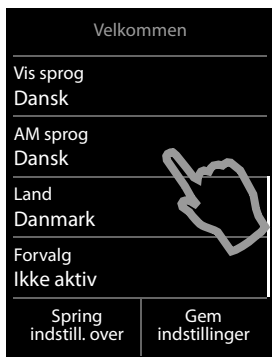 Velkommen
Vis sprog
Dansk
AM sprog
Dansk
Land
Danmark
Forvalg
Ikke aktiv
Spring
indstill. over
Gem
indstillinger